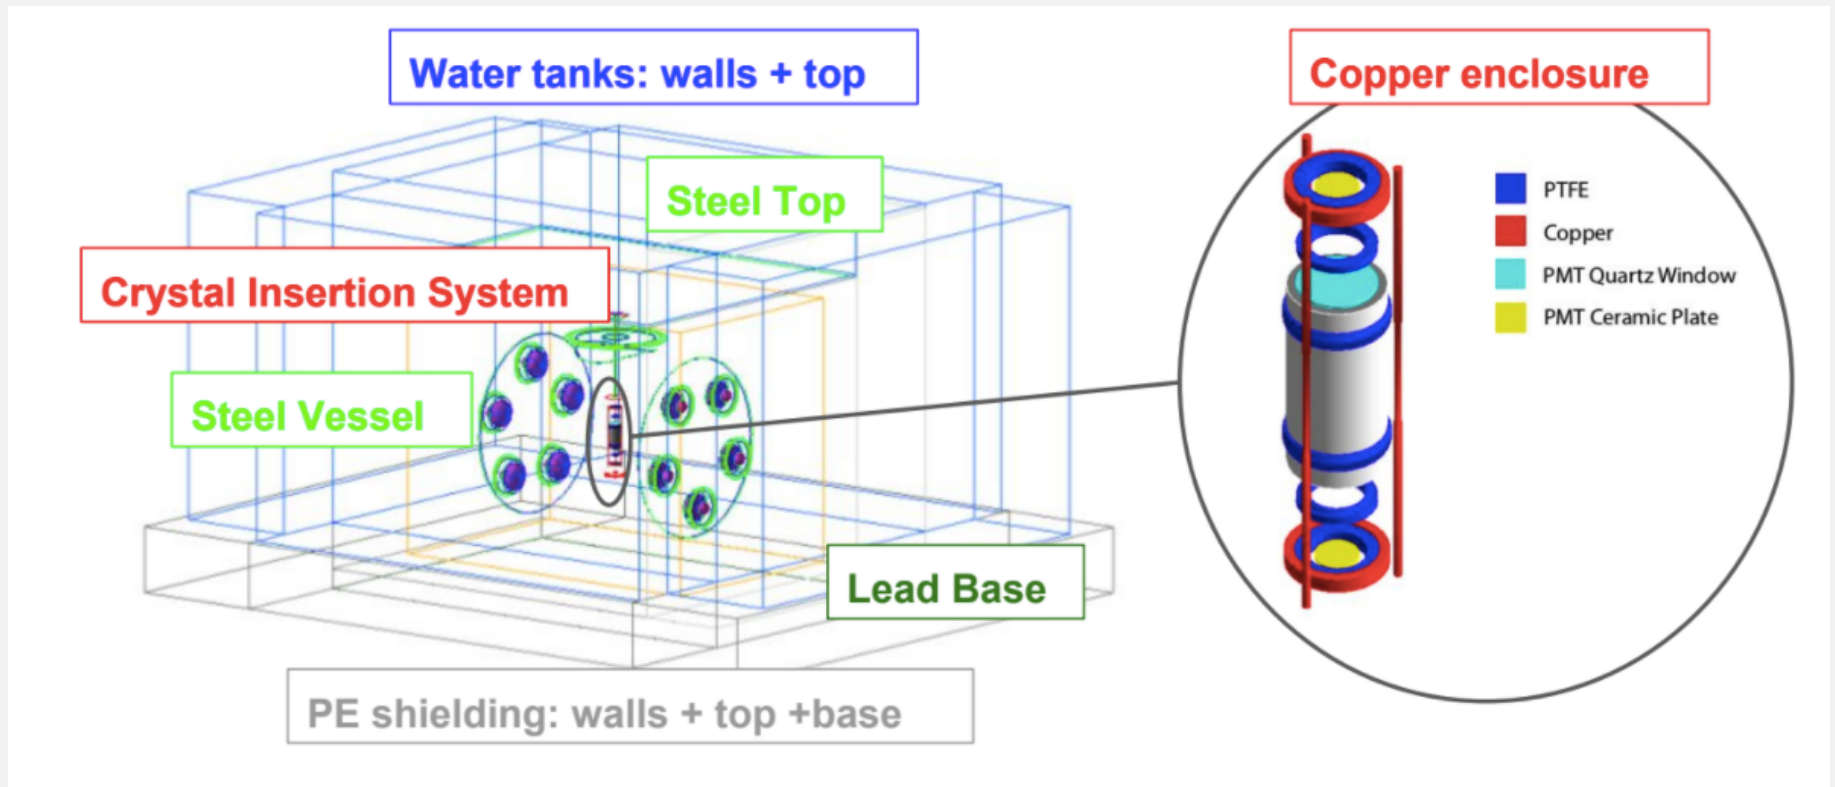 Water tanks: walls + top
Copper enclosure
Steel Top
PTFE
Copper
PMT Quartz Window
PMT Ceramic Plate
Crystal Insertion System
Steel Vessel
Lead Base
PE shielding: walls + top +base